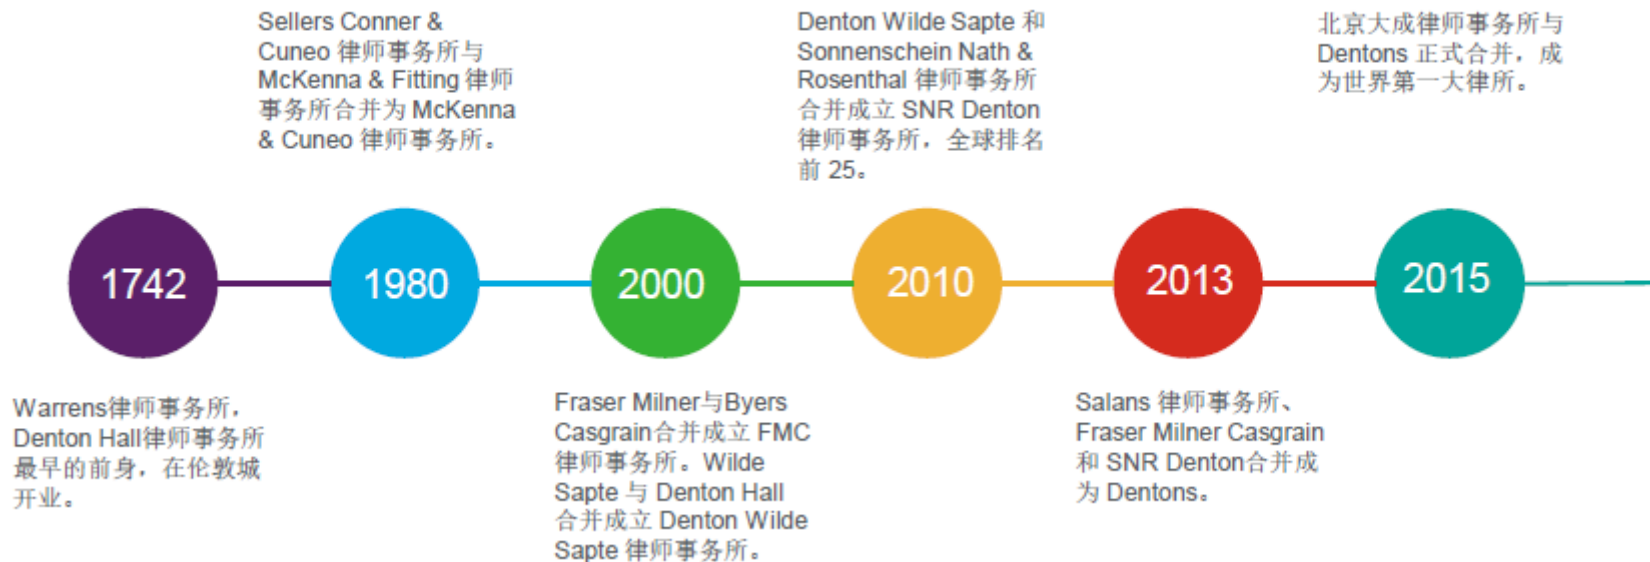 Sellers Conner &
Cuneo 律师事务所与
McKenna & Fitting 律师
事务所合并为 McKenna
& Cuneo 律师事务所。
Denton Wilde Sapte 和
Sonnenschein Nath &
Rosenthal 律师事务所
合并成立 SNR Denton
律师事务所，全球排名
前 25。
北京大成律师事务所与
Dentons 正式合并，成
为世界第一大律所。
1742
1980
2000
2010
2013
2015
Warrens律师事务所，
Denton Hall律师事务所
最早的前身，在伦敦城
开业。
Fraser Milner与Byers
Casgrain合并成立 FMC
律师事务所。Wilde
Sapte 与 Denton Hall
合并成立 Denton Wilde
Sapte 律师事务所。
Salans 律师事务所、
Fraser Milner Casgrain
和 SNR Denton合并成
为 Dentons。